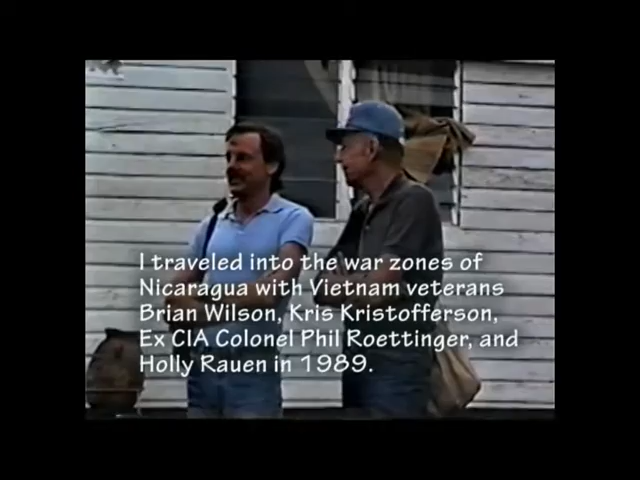 I traveled into the war zones of
Nicaragua with Vietnam veterans
Brian Wilson, Kris Kristofferson,
Ex CIA Colonel Phil Roettinger, and
Holly Rauen in 1989.